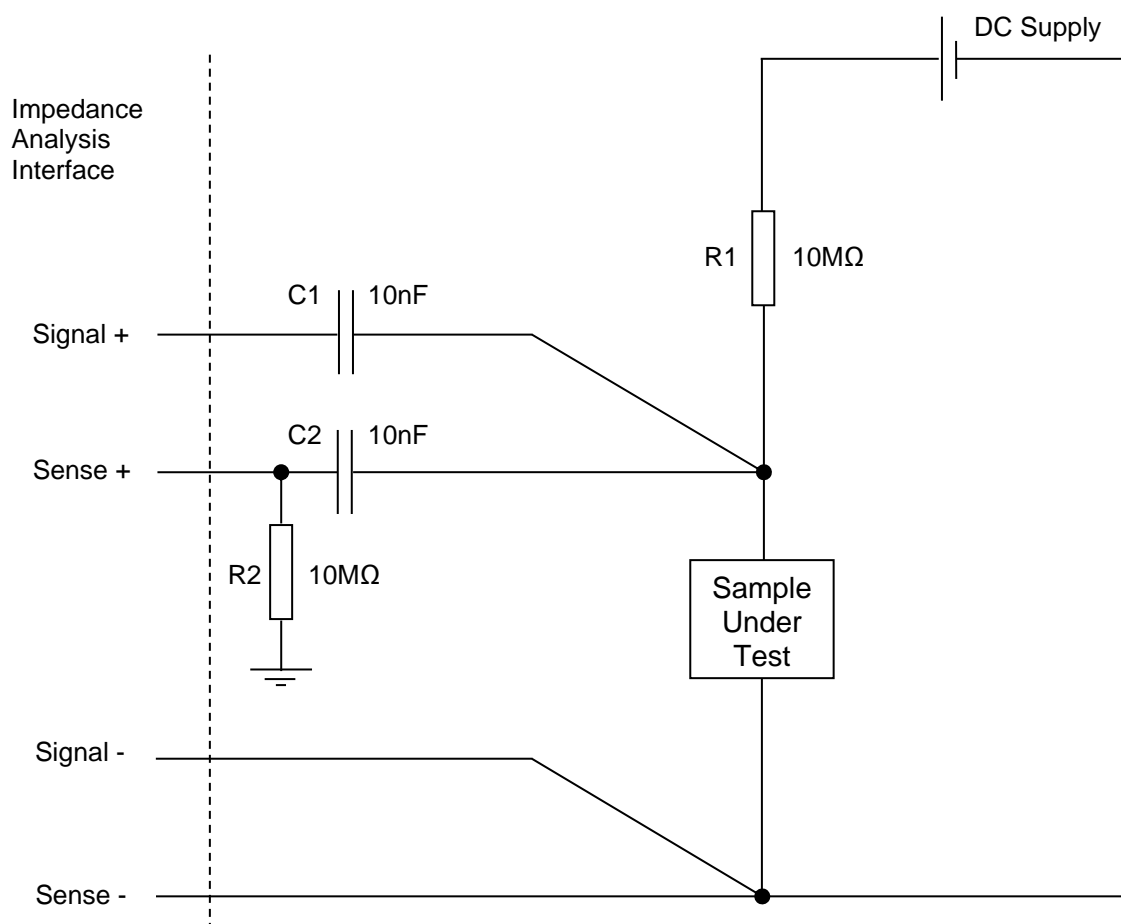 DC Supply
Impedance
Analysis
Interface
R1 10MΩ
C1 10nF
Signal +
C2 10nF
Sense +
R2 10MΩ
Sample
Under
Test
Signal -
Sense -